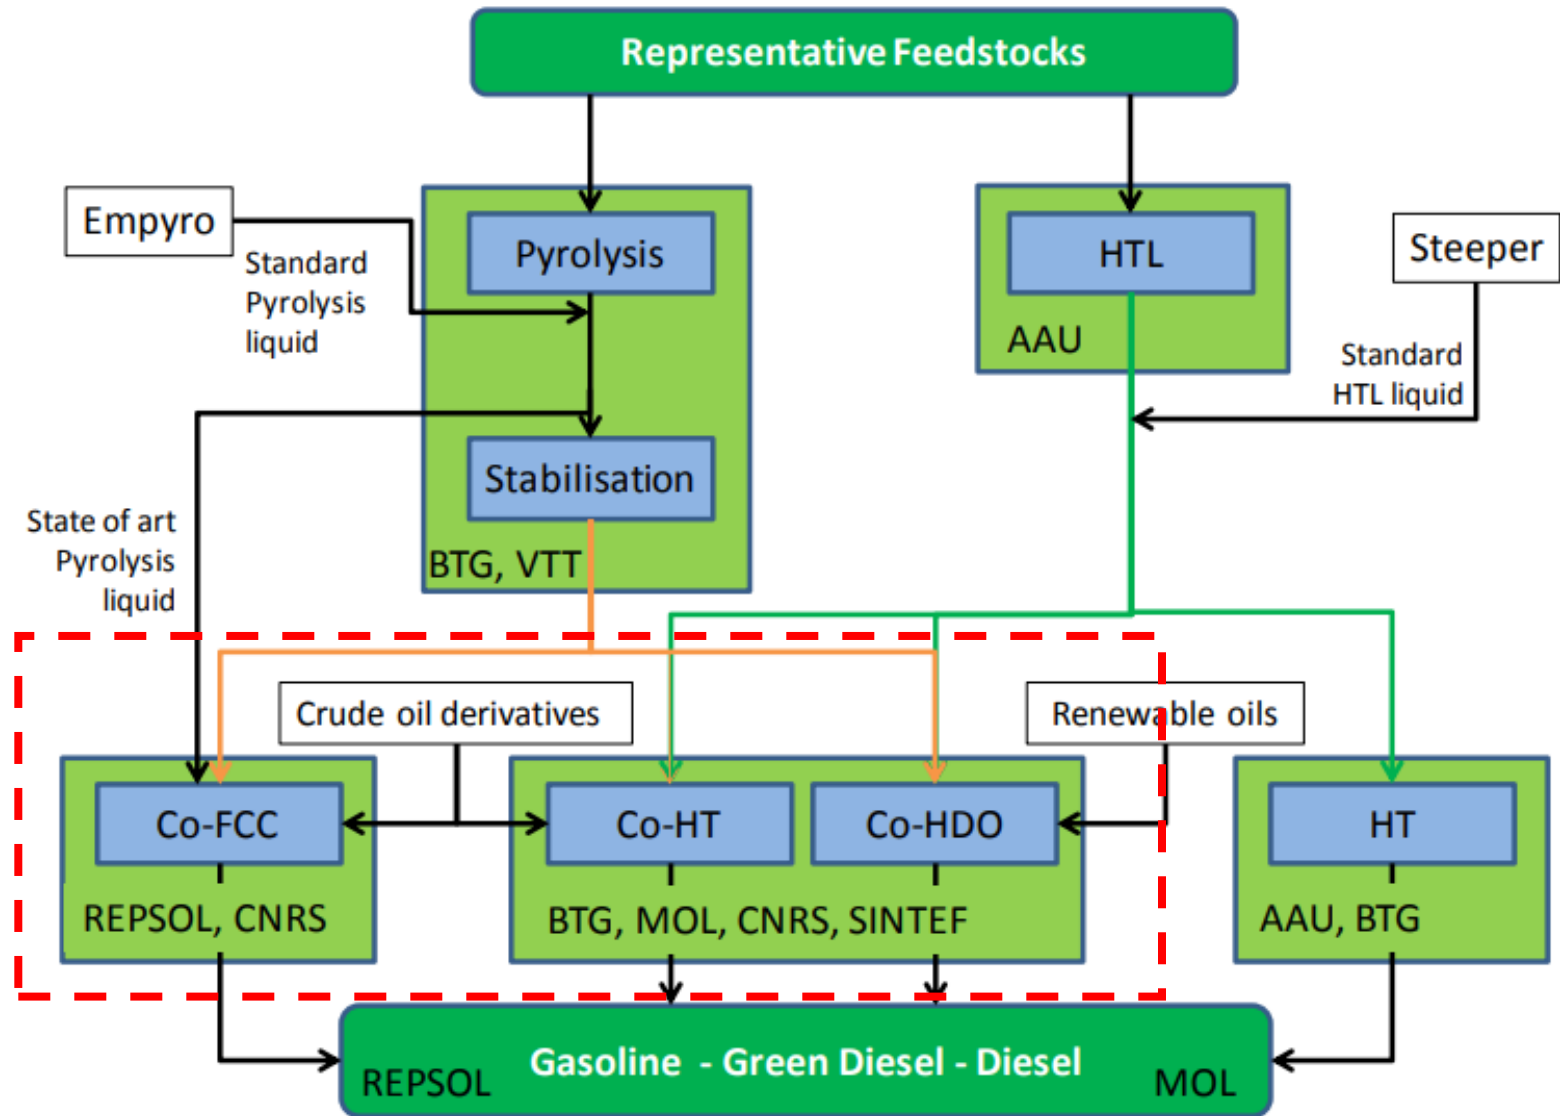 Representative Feedstocks
Empyro
Standard
Pyrolysis
liquid
Pyrolysis
HTL
AAU
Steeper
Standard
HTL liquid
Stabilisation
BTG, VTT
State of art
Pyrolysis
liquid
Crude oil derivatives
Renewable oils
Co-FCC
Co-HT
Co-HDO
HT
REPSOL, CNRS
BTG, MOL, CNRS, SINTEF
AAU, BTG
Gasoline - Green Diesel - Diesel
REPSOL
MOL